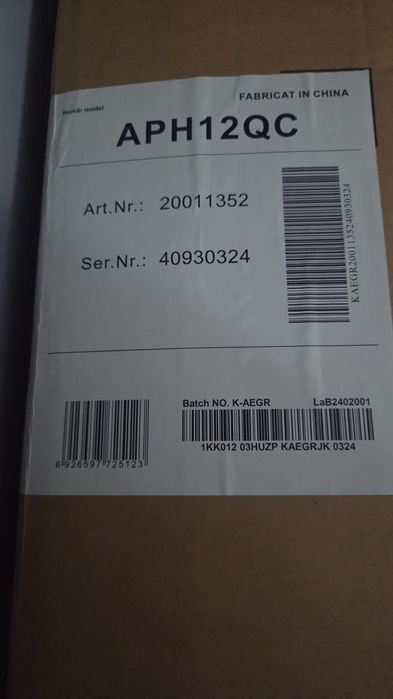 FABRICAT IN CHINA
Număr model
APH12QC
Art.Nr.: 20011352
Ser.Nr.: 40930324
KAEGR2001135240930324
Batch NO. K-AEGR LaB2402001
1KK012 03HUZP KAEGRJK 0324
6 926597 725123